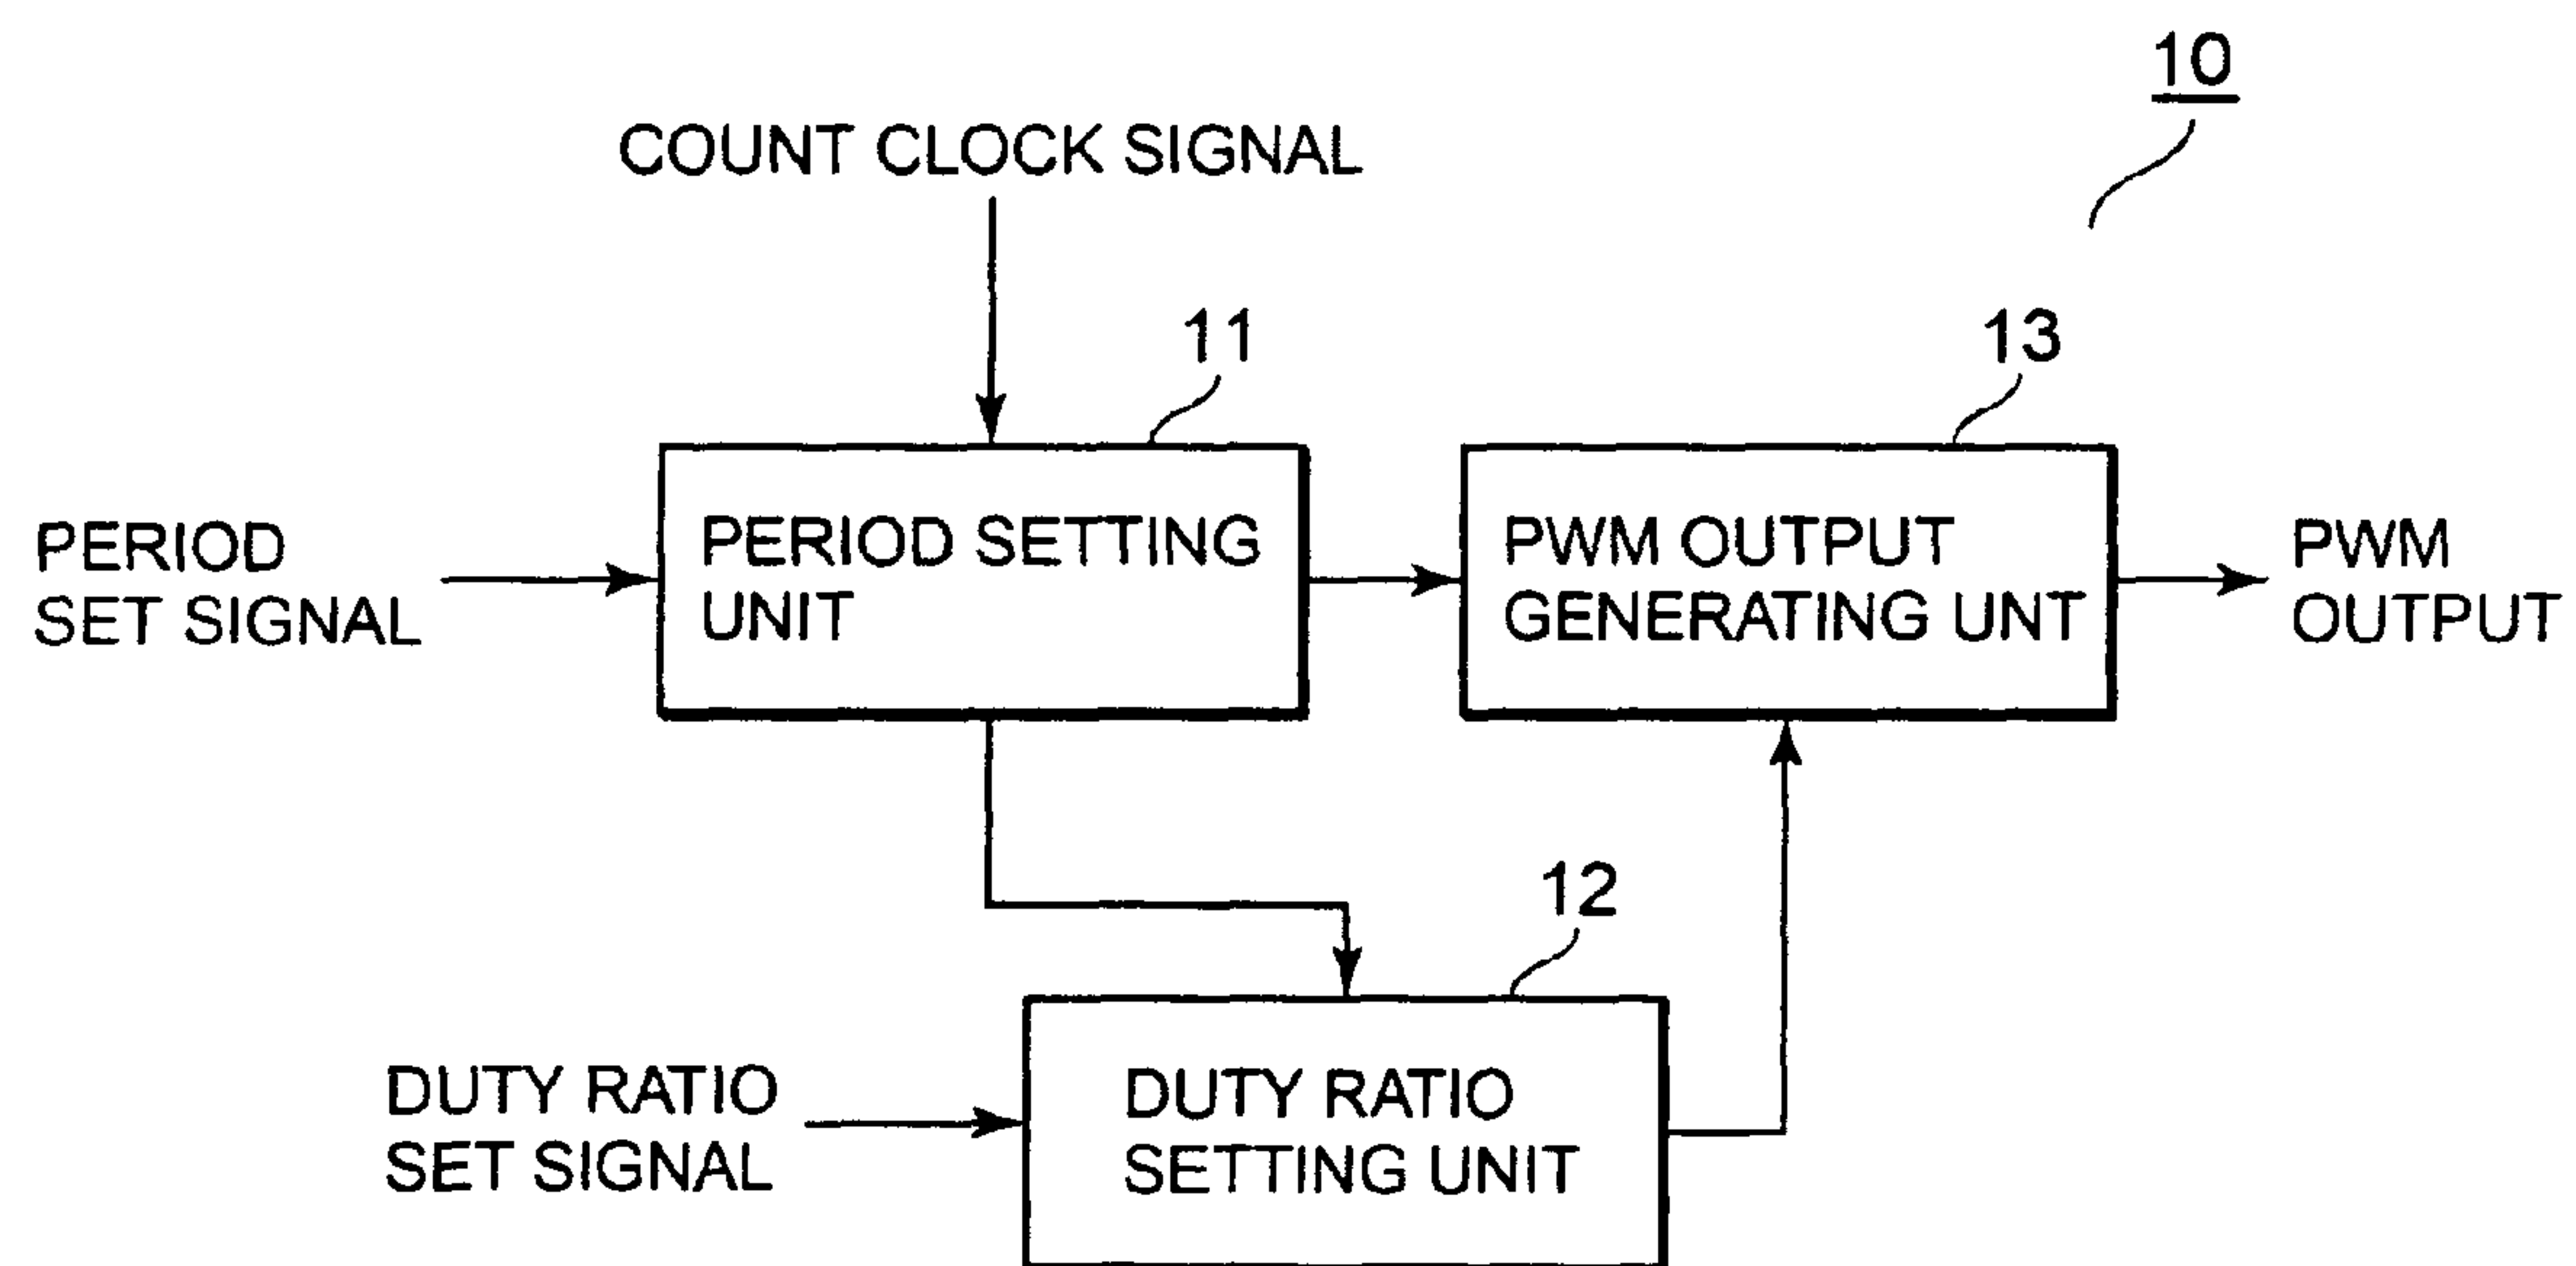 10
COUNT CLOCK SIGNAL
11
13
PERIOD
SET SIGNAL
PERIOD SETTING
UNIT
PWM OUTPUT
GENERATING UNT
PWM
OUTPUT
12
DUTY RATIO
SET SIGNAL
DUTY RATIO
SETTING UNIT